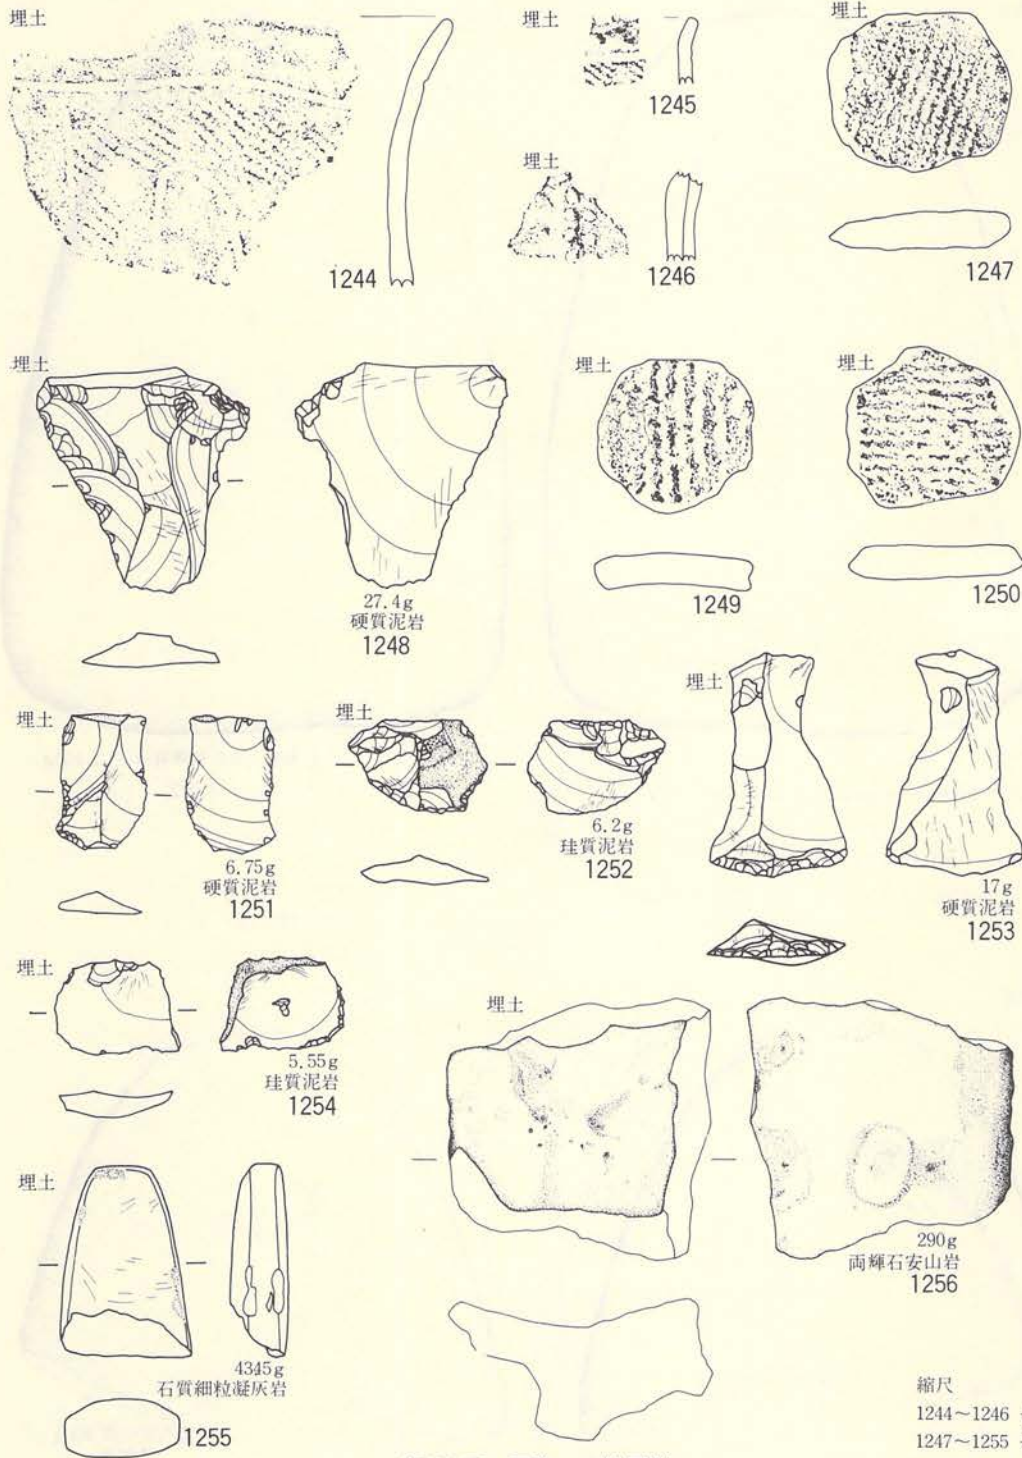 埋土
1244
埋土
1245
埋土
1246
埋土
1247
埋土
27.4g
硬質泥岩
1248
埋土
1249
埋土
1250
埋土
6.75g
硬質泥岩
1251
埋土
6.2g
珪質泥岩
1252
埋土
17g
硬質泥岩
1253
埋土
5.55g
珪質泥岩
1254
埋土
4345g
石質細粒凝灰岩
1255
埋土
290g
両輝石安山岩
1256
縮尺
1244~1246
1247~1255